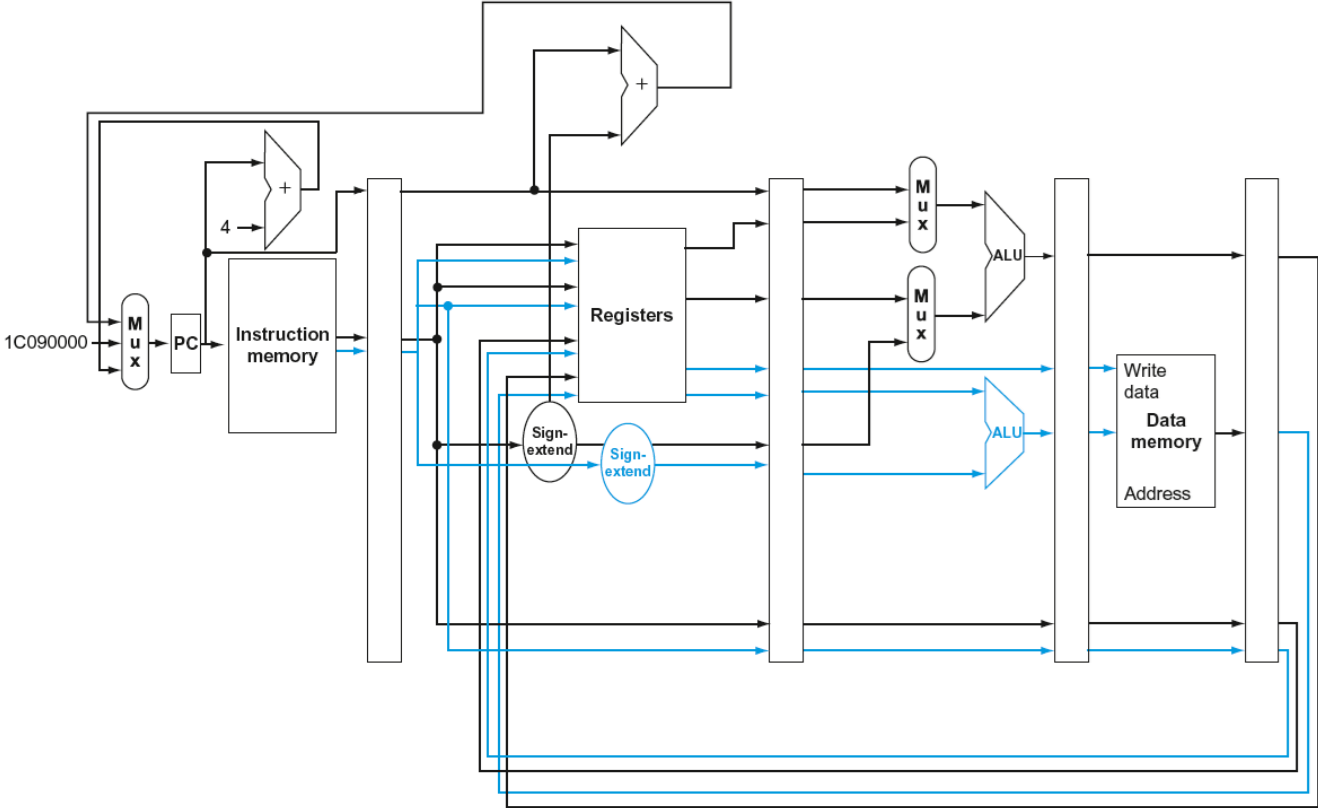 +
+
4
1C090000
M
u
x
PC
Instruction
memory
Registers
Sign-
extend
Sign-
extend
M
u
x
M
u
x
ALU
ALU
Write
data
Data
memory
Address